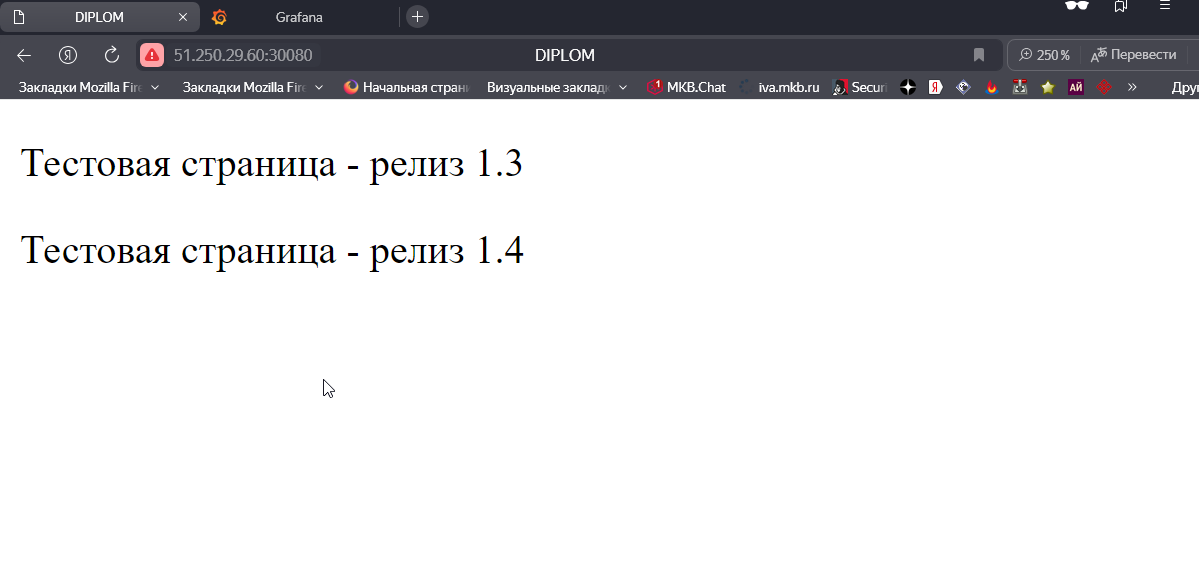 DIPLOM
Grafana
51.250.29.60:30080
DIPLOM
250 %
Перевести
Закладки Mozilla Fire
Закладки Mozilla Fire
Начальная страни
Визуальные заклад
MKB.Chat
iva.mkb.ru
Securi
Я
АЙ
»
Друг
Тестовая страница - релиз 1.3
Тестовая страница - релиз 1.4